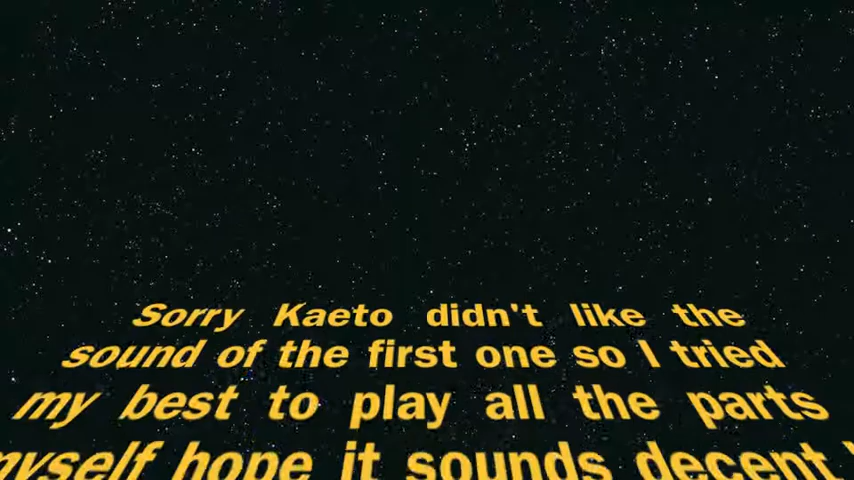 Sorry Kaeto didn't like the
sound of the first one so I tried
my best to play all the parts
myself hope it sounds decent.